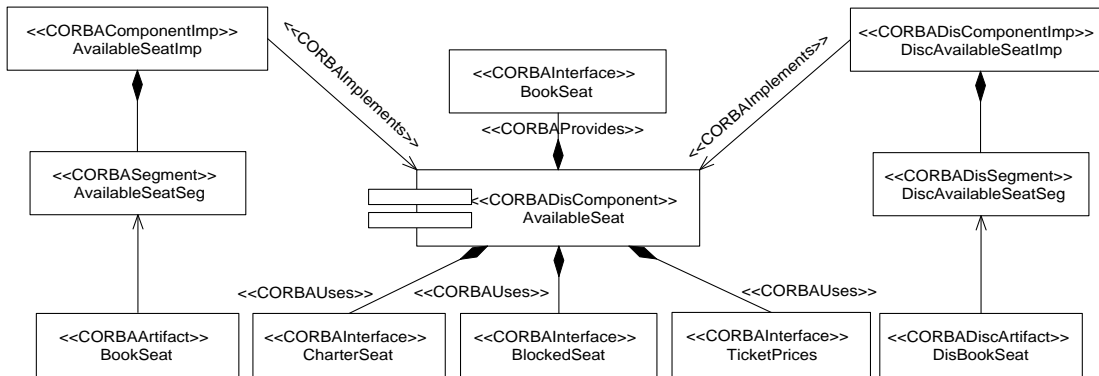 <<CORBAComponentImp>>
AvailableSeatImp
<<CORBADisComponentImp>>
DiscAvailableSeatImp
<<CORBAImplements>>
<<CORBAImplements>>
<<CORBAInterface>>
BookSeat
<<CORBAProvides>>
<<CORBASegment>>
AvailableSeatSeg
<<CORBADisComponent>>
AvailableSeat
<<CORBADisSegment>>
DiscAvailableSeatSeg
<<CORBAUses>>
<<CORBAUses>>
<<CORBAUses>>
<<CORBAArtifact>>
BookSeat
<<CORBAInterface>>
CharterSeat
<<CORBAInterface>>
BlockedSeat
<<CORBAInterface>>
TicketPrices
<<CORBADiscArtifact>>
DisBookSeat